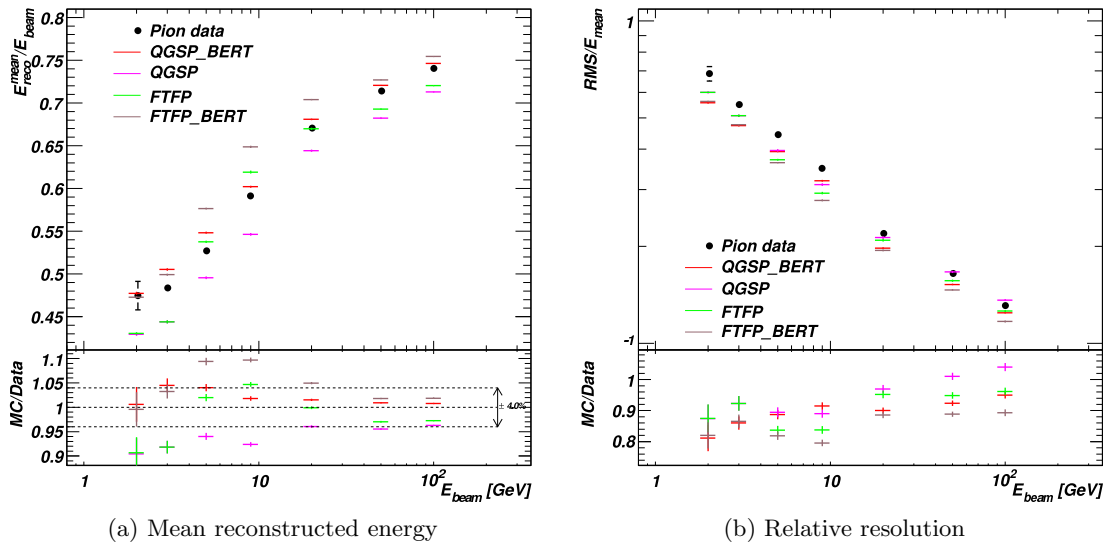 E_reco^mean/E_beam
0.8
0.75
0.7
0.65
0.6
0.55
0.5
0.45
Pion data
QGSP_BERT
QGSP
FTFP
FTFP_BERT
MC/Data
1.1
1.05
1
0.95
0.9
± 4.0%
1 10 10²
E_beam [GeV]
(a) Mean reconstructed energy
RMS/E_mean
1
-1
Pion data
QGSP_BERT
QGSP
FTFP
FTFP_BERT
MC/Data
1
0.9
0.8
1 10 10²
E_beam [GeV]
(b) Relative resolution